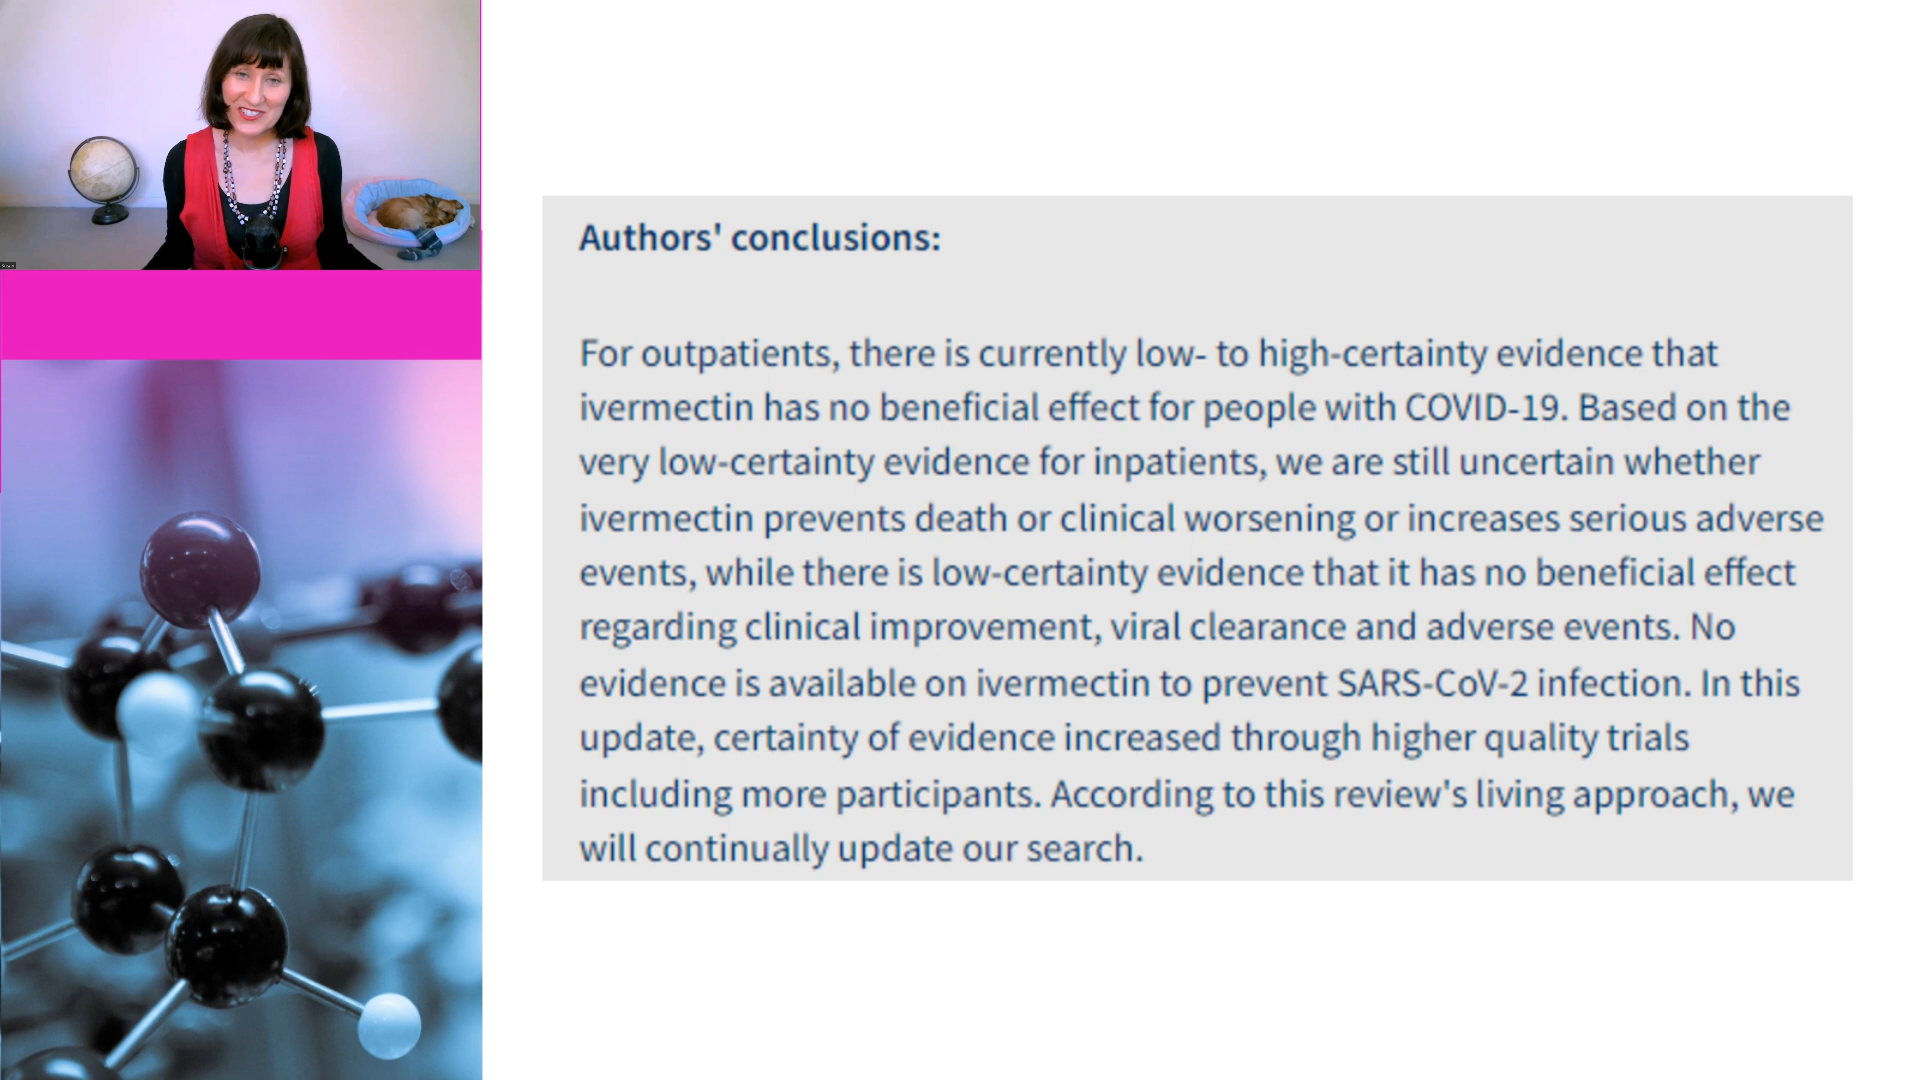 Authors' conclusions:
For outpatients, there is currently low- to high-certainty evidence that
ivermectin has no beneficial effect for people with COVID-19. Based on the
very low-certainty evidence for inpatients, we are still uncertain whether
ivermectin prevents death or clinical worsening or increases serious adverse
events, while there is low-certainty evidence that it has no beneficial effect
regarding clinical improvement, viral clearance and adverse events. No
evidence is available on ivermectin to prevent SARS-CoV-2 infection. In this
update, certainty of evidence increased through higher quality trials
including more participants. According to this review's living approach, we
will continually update our search.